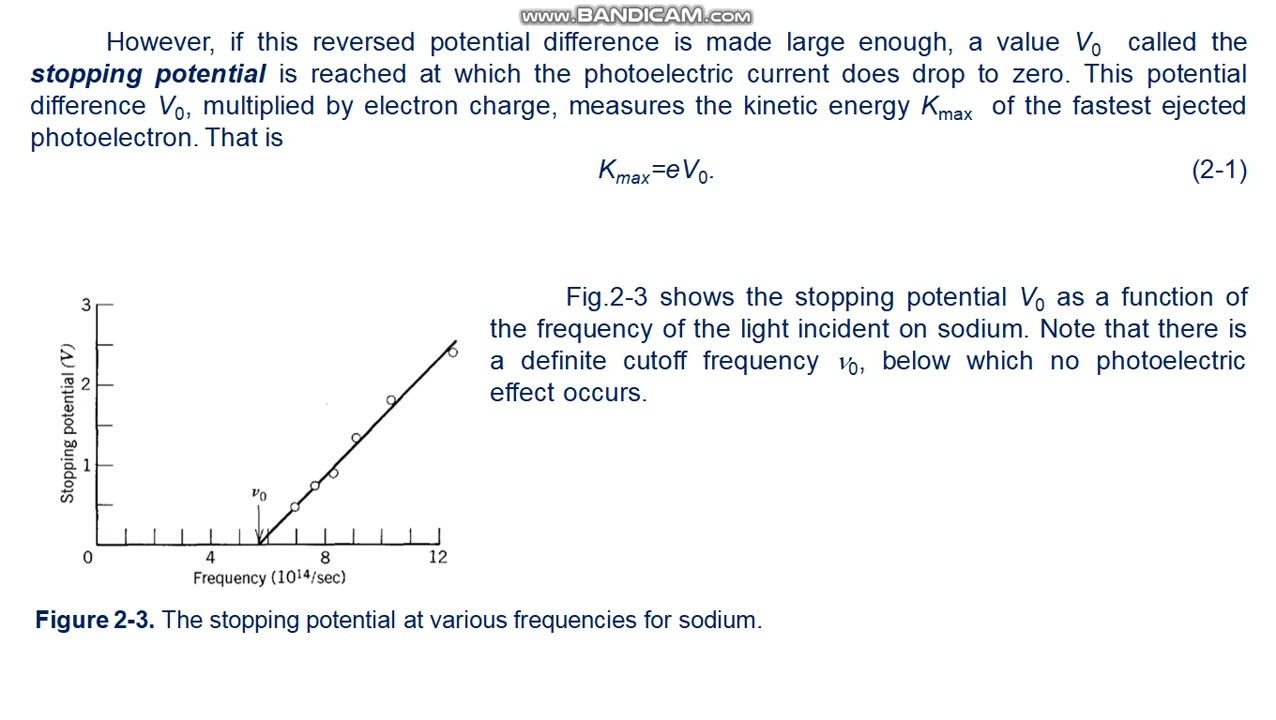 www.BANDICAM.com
However, if this reversed potential difference is made large enough, a value V₀ called the
stopping potential is reached at which the photoelectric current does drop to zero. This potential
difference V₀, multiplied by electron charge, measures the kinetic energy Kmax of the fastest ejected
photoelectron. That is
Kmax=eV₀. (2-1)
Fig.2-3 shows the stopping potential V₀ as a function of
the frequency of the light incident on sodium. Note that there is
a definite cutoff frequency ν₀, below which no photoelectric
effect occurs.
Stopping potential (V)
3
2
1
ν₀
0 4 8 12
Frequency (10¹⁴/sec)
Figure 2-3. The stopping potential at various frequencies for sodium.